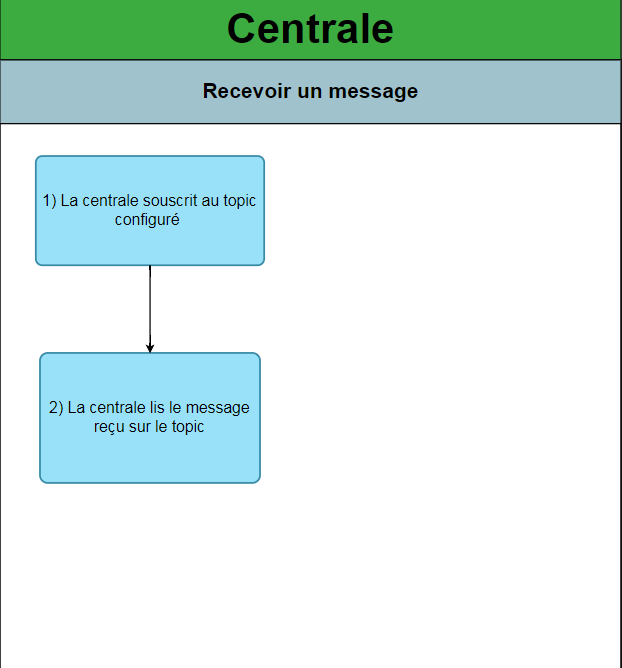 Centrale
Recevoir un message
1) La centrale souscrit au topic
configuré
2) La centrale lis le message
reçu sur le topic